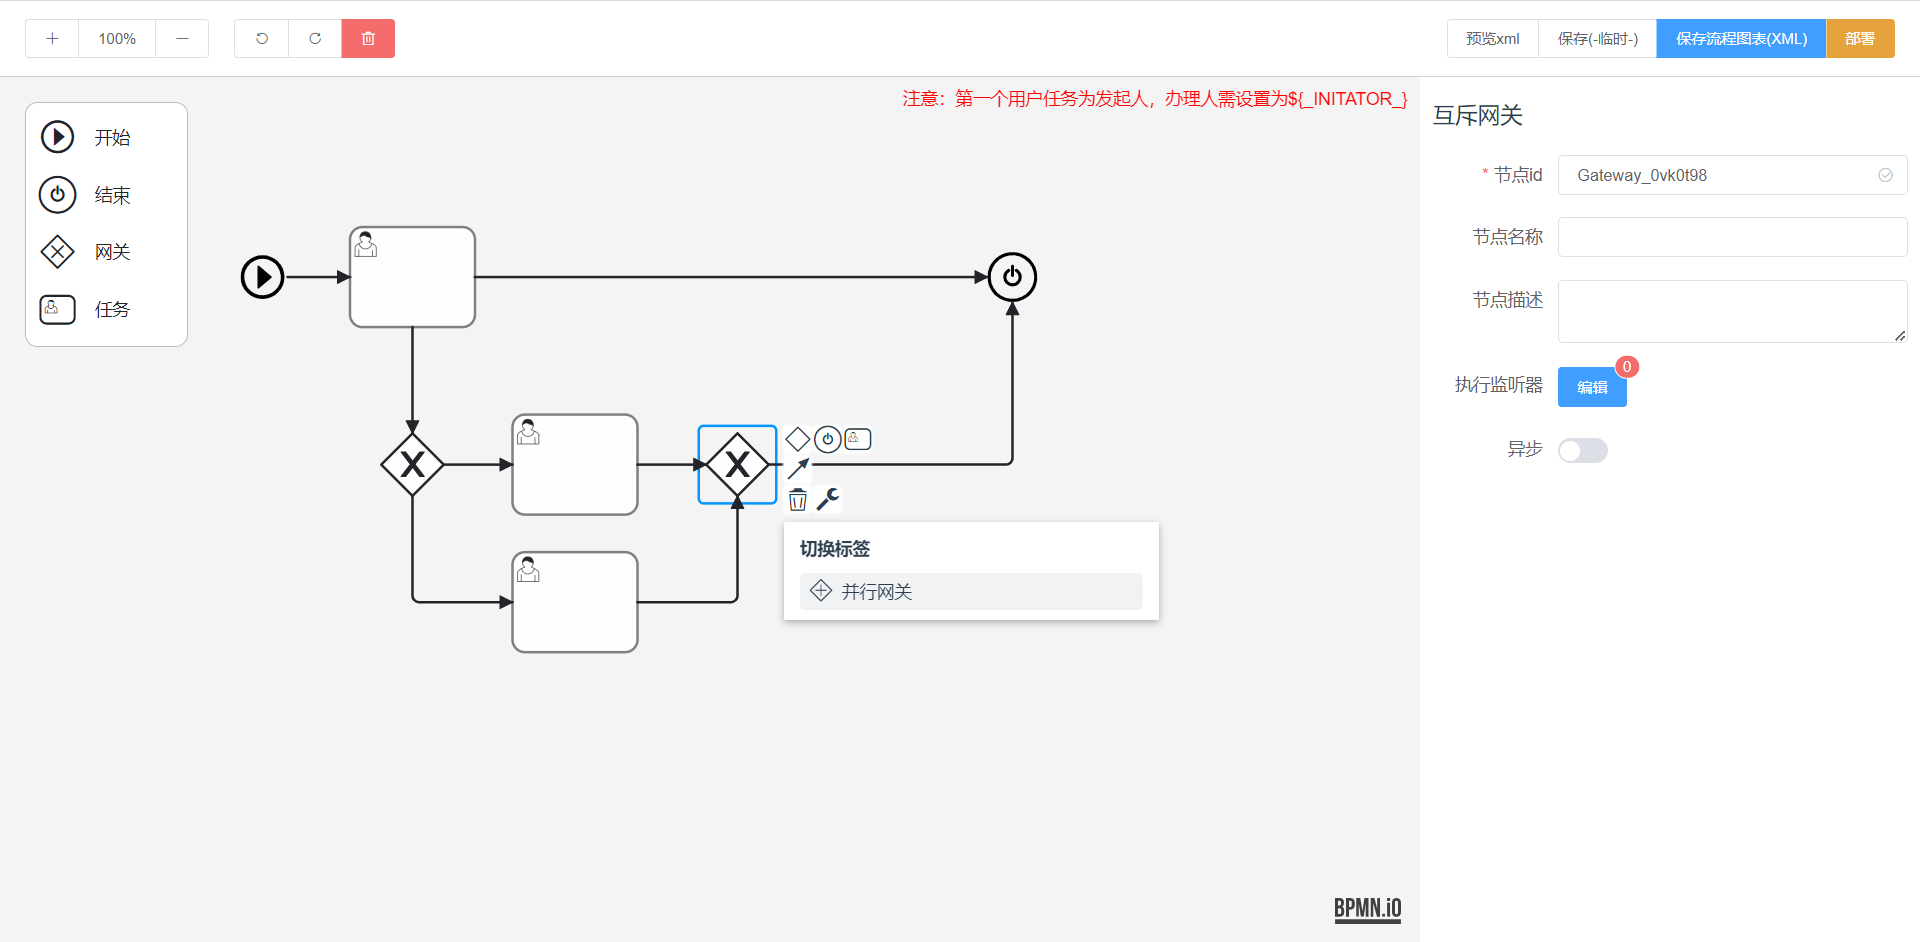 100%
预览xml
保存(-临时-)
保存流程图表(XML)
部署
注意：第一个用户任务为发起人，办理人需设置为${_INITATOR_}
开始
结束
网关
任务
切换标签
并行网关
BPMN.iO
互斥网关
* 节点id
Gateway_0vk0t98
节点名称
节点描述
执行监听器
编辑
0
异步